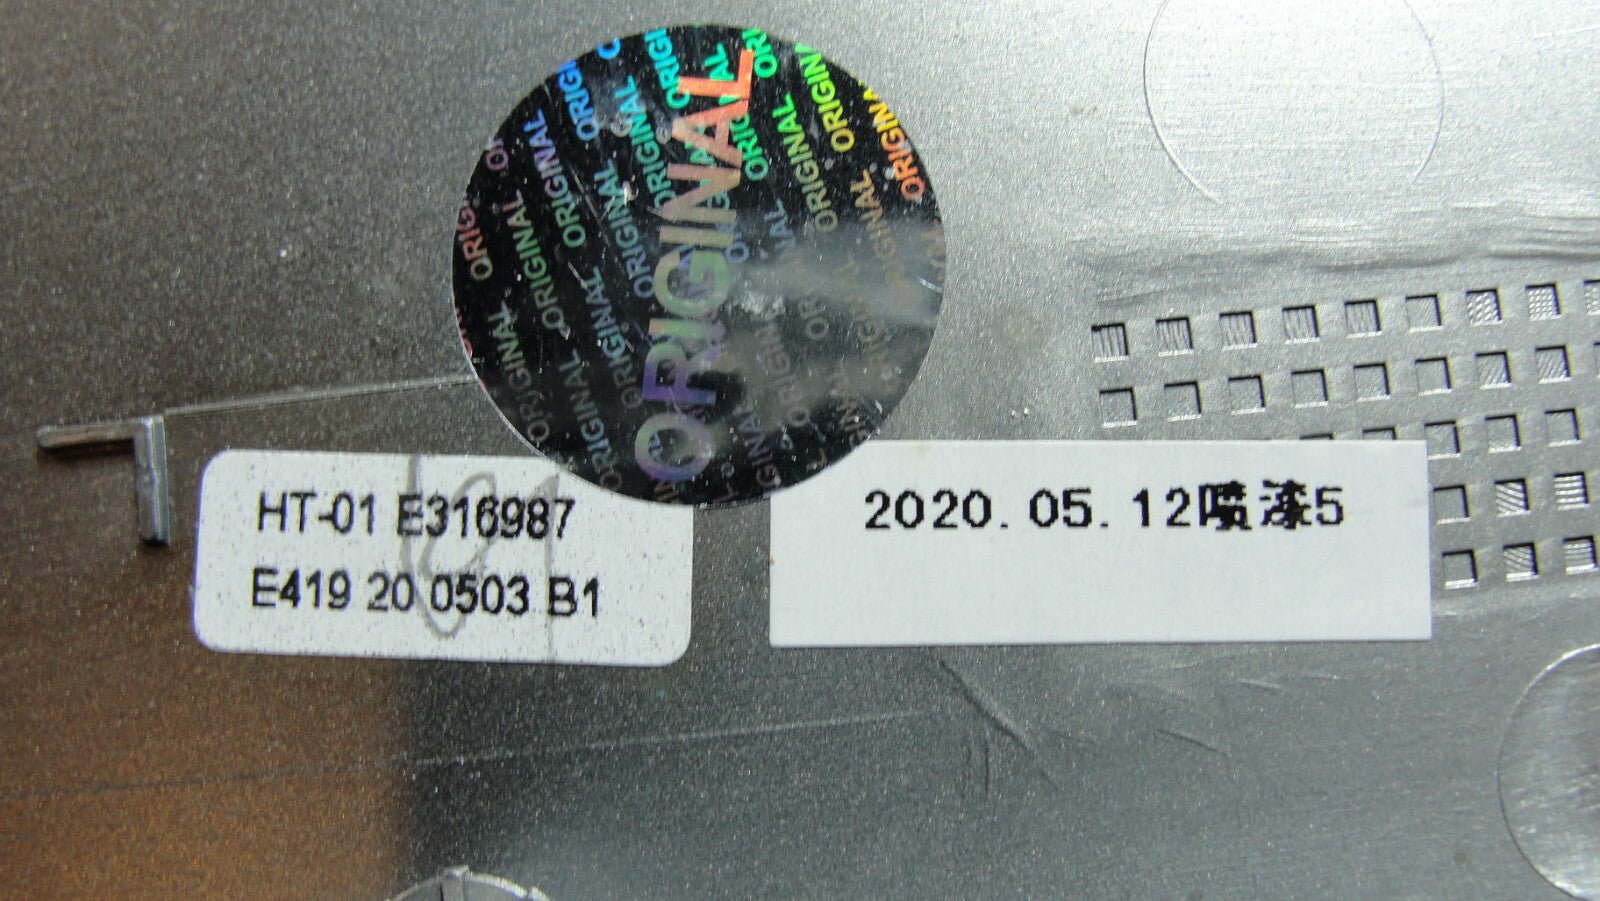 ORIGINAL
HT-01 E316987
E419 20 0503 B1
2020.05.12喷漆5